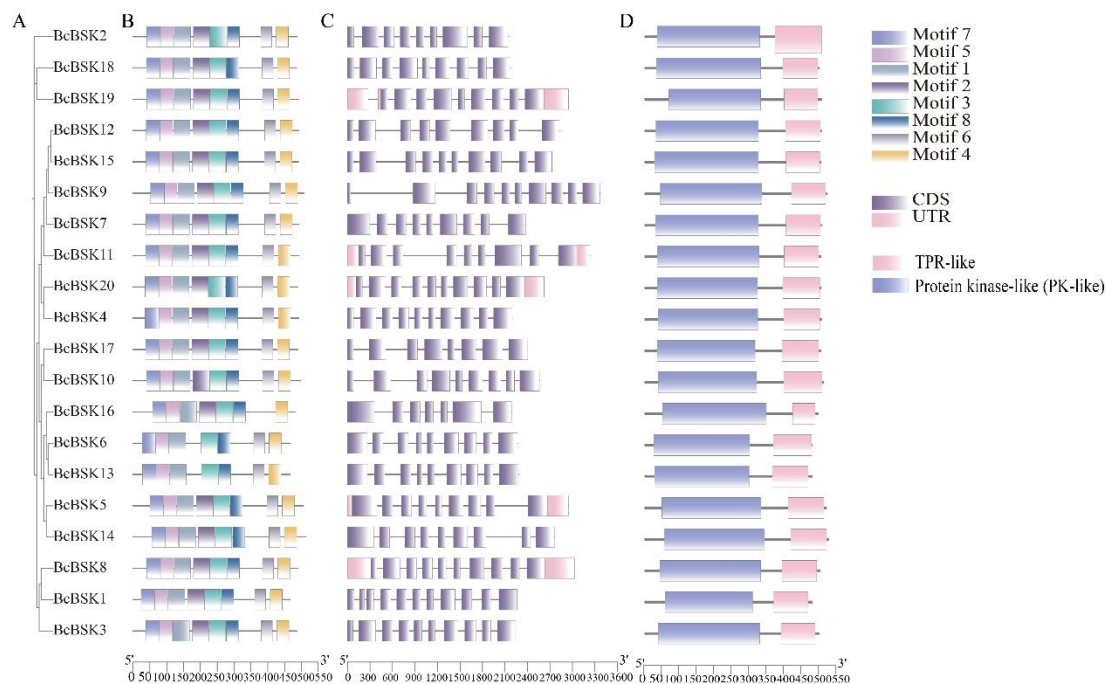 A B C D
BcBSK2
BcBSK18
BcBSK19
BcBSK12
BcBSK15
BcBSK9
BcBSK7
BcBSK11
BcBSK20
BcBSK4
BcBSK17
BcBSK10
BcBSK16
BcBSK6
BcBSK13
BcBSK5
BcBSK14
BcBSK8
BcBSK1
BcBSK3
Motif 7
Motif 5
Motif 1
Motif 2
Motif 3
Motif 8
Motif 6
Motif 4
CDS
UTR
TPR-like
Protein kinase-like (PK-like)
5' 3' 5' 3' 5' 3'
0 50 100 150 200 250 300 350 400 450 500 550
0 300 600 900 1200 1500 1800 2100 2400 2700 3000 3300 3600
0 50 100 150 200 250 300 350 400 450 500 550